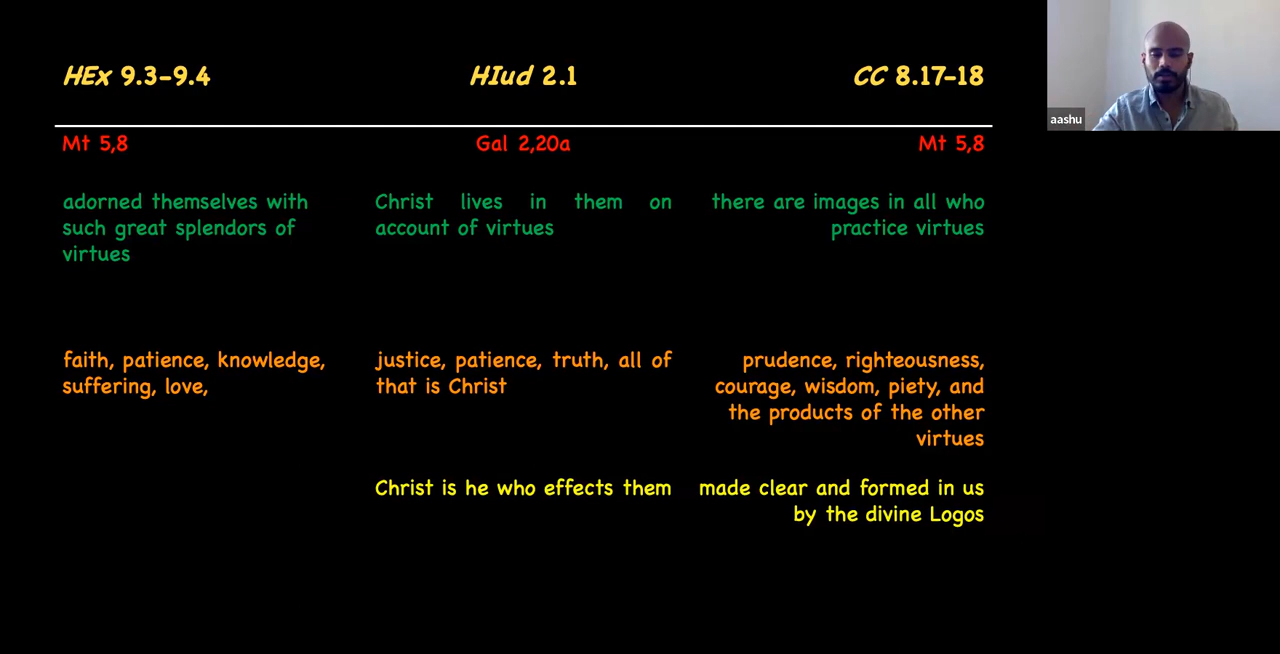 HEx 9.3-9.4
HIud 2.1
CC 8.17-18
aashu
Mt 5,8
Gal 2,20a
Mt 5,8
adorned themselves with
such great splendors of
virtues
Christ lives in them on
account of virtues
there are images in all who
practice virtues
faith, patience, knowledge,
suffering, love,
justice, patience, truth, all of
that is Christ
prudence, righteousness,
courage, wisdom, piety, and
the products of the other
virtues
Christ is he who effects them
made clear and formed in us
by the divine Logos